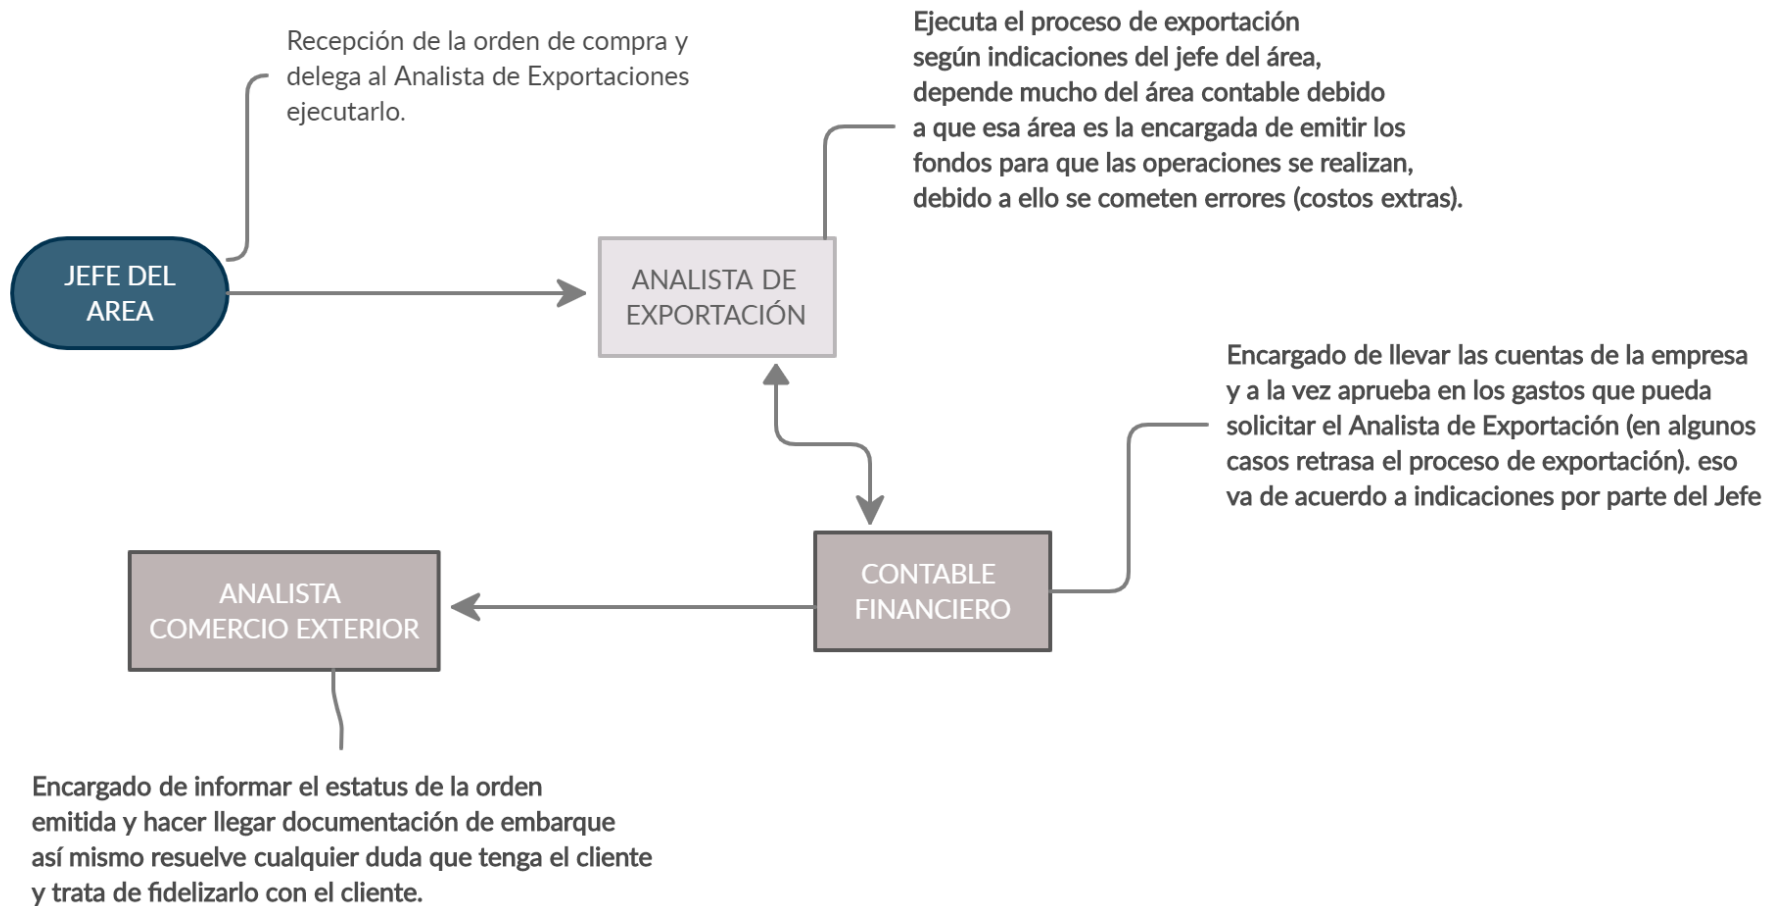 Recepción de la orden de compra y
delega al Analista de Exportaciones
ejecutarlo.
Ejecuta el proceso de exportación
según indicaciones del jefe del área,
depende mucho del área contable debido
a que esa área es la encargada de emitir los
fondos para que las operaciones se realizan,
debido a ello se cometen errores (costos extras).
JEFE DEL
AREA
ANALISTA DE
EXPORTACIÓN
Encargado de llevar las cuentas de la empresa
y a la vez aprueba en los gastos que pueda
solicitar el Analista de Exportación (en algunos
casos retrasa el proceso de exportación). eso
va de acuerdo a indicaciones por parte del Jefe
CONTABLE
FINANCIERO
ANALISTA
COMERCIO EXTERIOR
Encargado de informar el estatus de la orden
emitida y hacer llegar documentación de embarque
así mismo resuelve cualquier duda que tenga el cliente
y trata de fidelizarlo con el cliente.